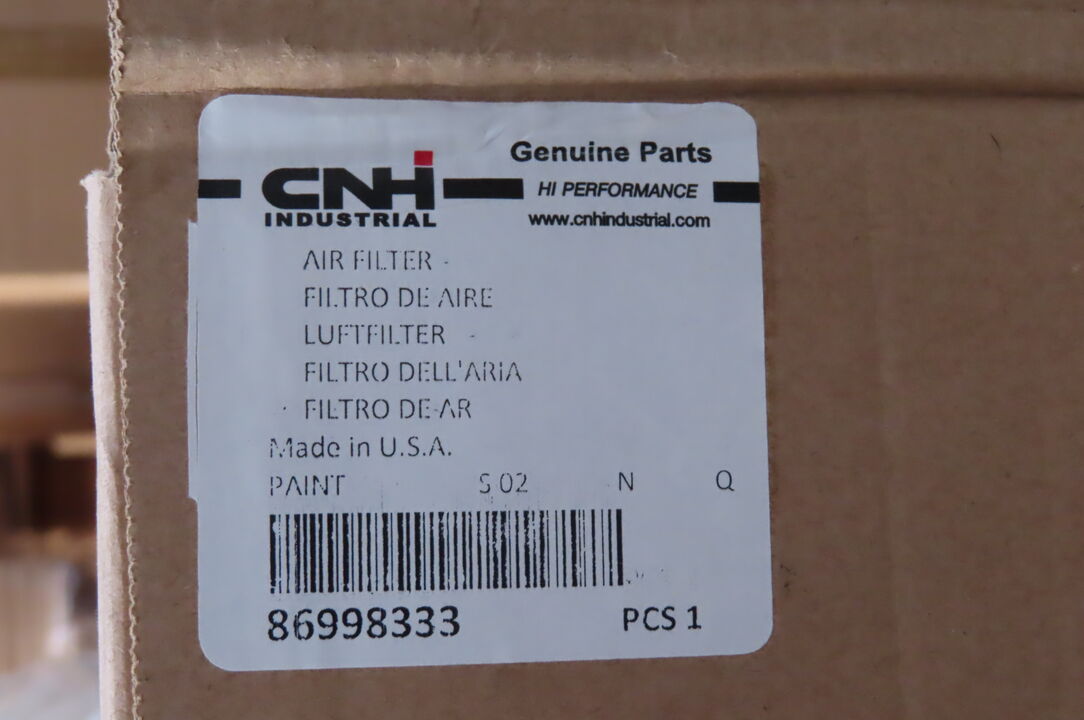 Genuine Parts
CNH
INDUSTRIAL
HI PERFORMANCE
www.cnhindustrial.com
AIR FILTER -
FILTRO DE AIRE
LUFTFILTER -
FILTRO DELL'ARIA
FILTRO DE AR
Made in U.S.A.
PAINT S 02 N Q
86998333 PCS 1